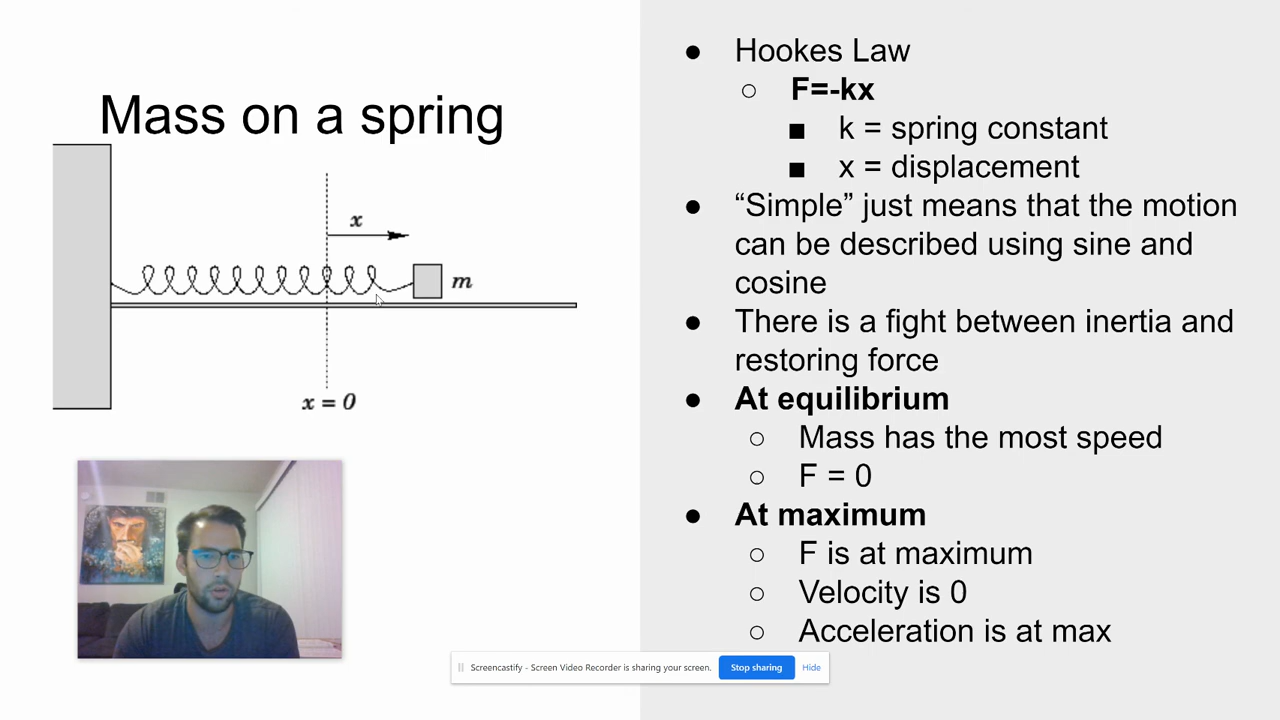 Mass on a spring
x
m
x = 0
● Hookes Law
○ F=-kx
■ k = spring constant
■ x = displacement
● “Simple” just means that the motion
can be described using sine and
cosine
● There is a fight between inertia and
restoring force
● At equilibrium
○ Mass has the most speed
○ F = 0
● At maximum
○ F is at maximum
○ Velocity is 0
○ Acceleration is at max
Screencastify - Screen Video Recorder is sharing your screen. Stop sharing Hide